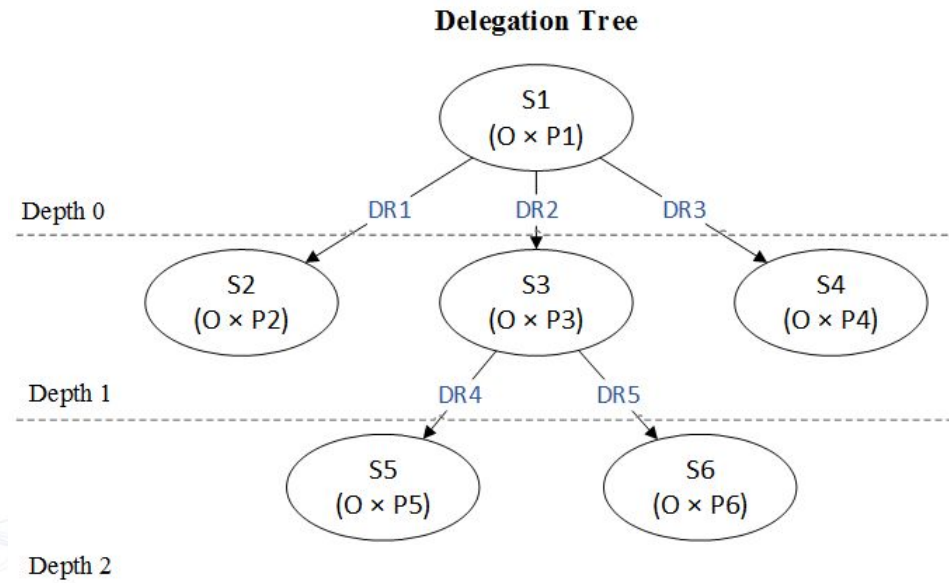 Delegation Tree
S1
(O × P1)
Depth 0
DR1
DR2
DR3
S2
(O × P2)
S3
(O × P3)
S4
(O × P4)
Depth 1
DR4
DR5
S5
(O × P5)
S6
(O × P6)
Depth 2